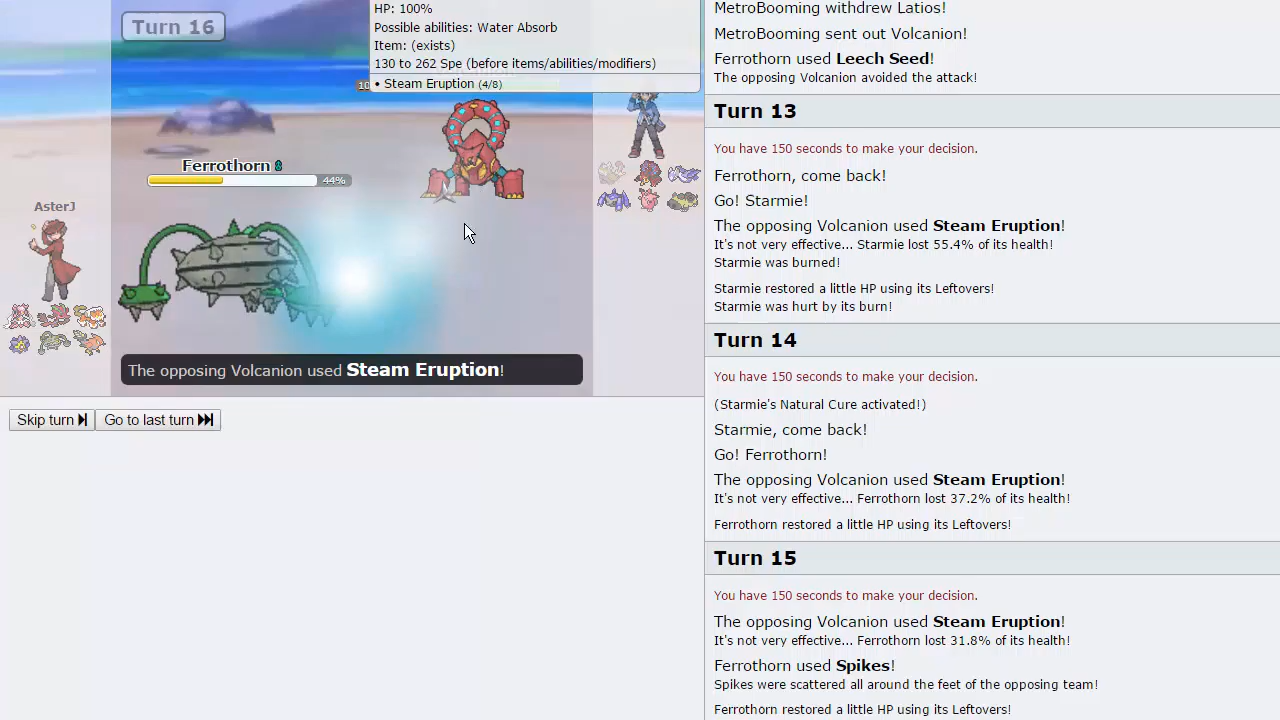 Turn 16
HP: 100%
Possible abilities: Water Absorb
Item: (exists)
130 to 262 Spe (before items/abilities/modifiers)
• Steam Eruption (4/8)
Ferrothorn
44%
AsterJ
The opposing Volcanion used Steam Eruption!
Skip turn
Go to last turn
MetroBooming withdrew Latios!
MetroBooming sent out Volcanion!
Ferrothorn used Leech Seed!
The opposing Volcanion avoided the attack!
Turn 13
You have 150 seconds to make your decision.
Ferrothorn, come back!
Go! Starmie!
The opposing Volcanion used Steam Eruption!
It's not very effective... Starmie lost 55.4% of its health!
Starmie was burned!
Starmie restored a little HP using its Leftovers!
Starmie was hurt by its burn!
Turn 14
You have 150 seconds to make your decision.
(Starmie's Natural Cure activated!)
Starmie, come back!
Go! Ferrothorn!
The opposing Volcanion used Steam Eruption!
It's not very effective... Ferrothorn lost 37.2% of its health!
Ferrothorn restored a little HP using its Leftovers!
Turn 15
You have 150 seconds to make your decision.
The opposing Volcanion used Steam Eruption!
It's not very effective... Ferrothorn lost 31.8% of its health!
Ferrothorn used Spikes!
Spikes were scattered all around the feet of the opposing team!
Ferrothorn restored a little HP using its Leftovers!